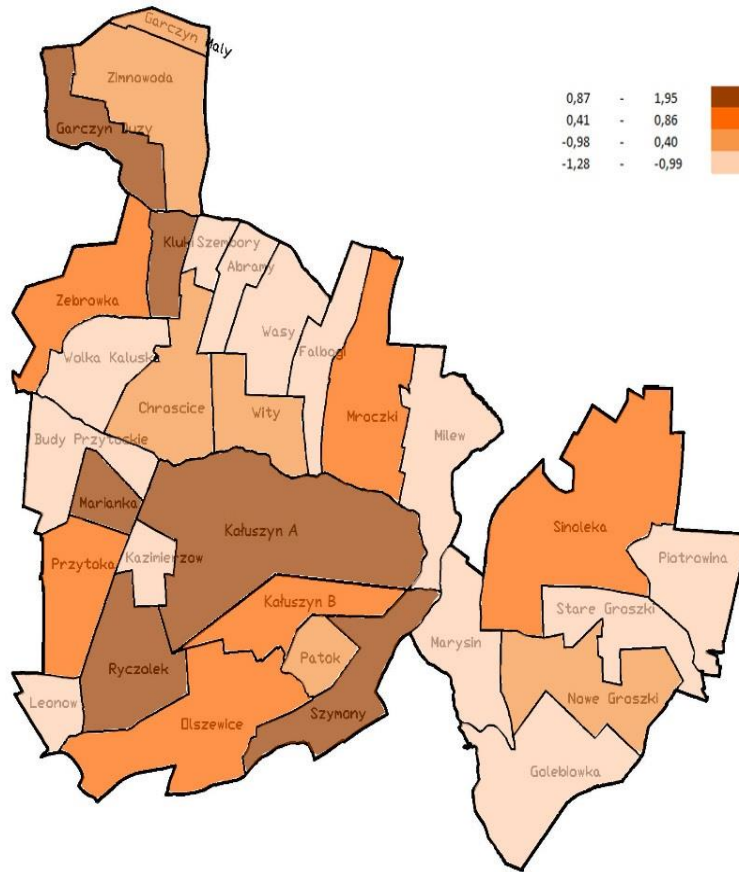 Garczyn Maly
Zimnowoda
Garczyn Duzy
0,87 - 1,95
0,41 - 0,86
-0,98 - 0,40
-1,28 - -0,99
Kluki
Szembory
Abramy
Zebrowka
Wasy
Falbogi
Wolka Kaluska
Chroscice
Wity
Mroczki
Milew
Budy Przytockie
Marianka
Kałuszyn A
Sinoleka
Kazimierzow
Przytoka
Piotrowina
Kałuszyn B
Stare Groszki
Marysin
Patok
Ryczolek
Leonow
Nowe Groszki
Szymony
Olszewice
Golebiowka